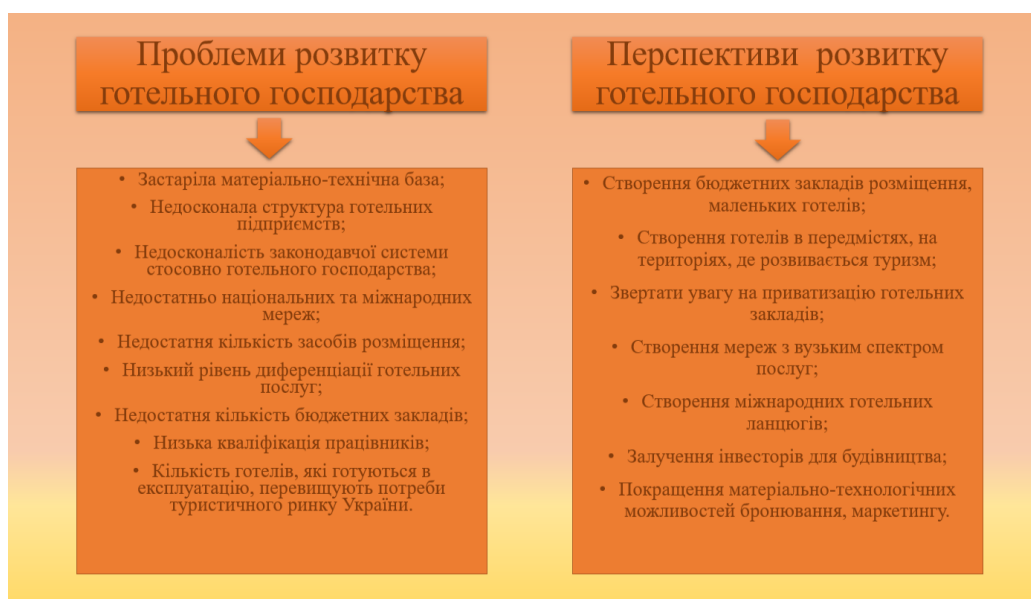 Проблеми розвитку
готельного господарства
• Застаріла матеріально-технічна база;
• Недосконала структура готельних
підприємств;
• Недосконалість законодавчої системи
стосовно готельного господарства;
• Недостатньо національних та міжнародних
мереж;
• Недостатня кількість засобів розміщення;
• Низький рівень диференціації готельних
послуг;
• Недостатня кількість бюджетних закладів;
• Низька кваліфікація працівників;
• Кількість готелів, які готуються в
експлуатацію, перевищують потреби
туристичного ринку України.
Перспективи розвитку
готельного господарства
• Створення бюджетних закладів розміщення,
маленьких готелів;
• Створення готелів в передмістях, на
територіях, де розвивається туризм;
• Звертати увагу на приватизацію готельних
закладів;
• Створення мереж з вузьким спектром
послуг;
• Створення міжнародних готельних
ланцюгів;
• Залучення інвесторів для будівництва;
• Покращення матеріально-технологічних
можливостей бронювання, маркетингу.